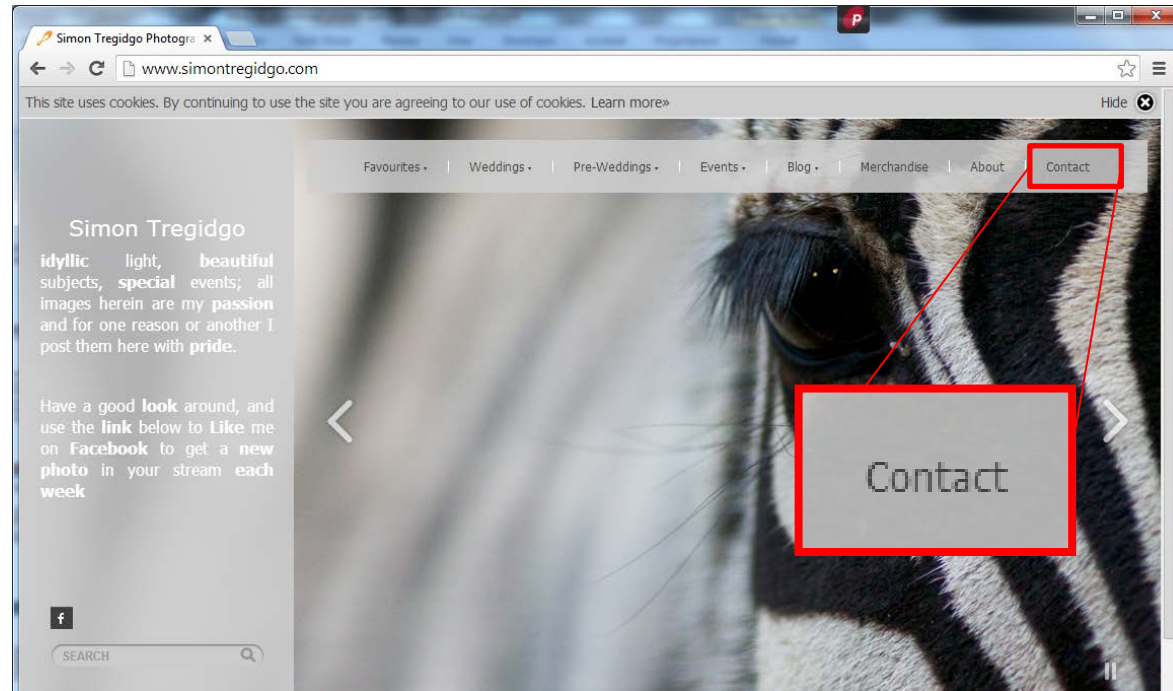 Simon Tregidgo Photogra
www.simontregidgo.com
This site uses cookies. By continuing to use the site you are agreeing to our use of cookies. Learn more»
Hide
Favourites
Weddings
Pre-Weddings
Events
Blog
Merchandise
About
Contact
Simon Tregidgo
idyllic light, beautiful
subjects, special events; all
images herein are my passion
and for one reason or another I
post them here with pride.
Have a good look around, and
use the link below to Like me
on Facebook to get a new
photo in your stream each
week
Contact
f
SEARCH